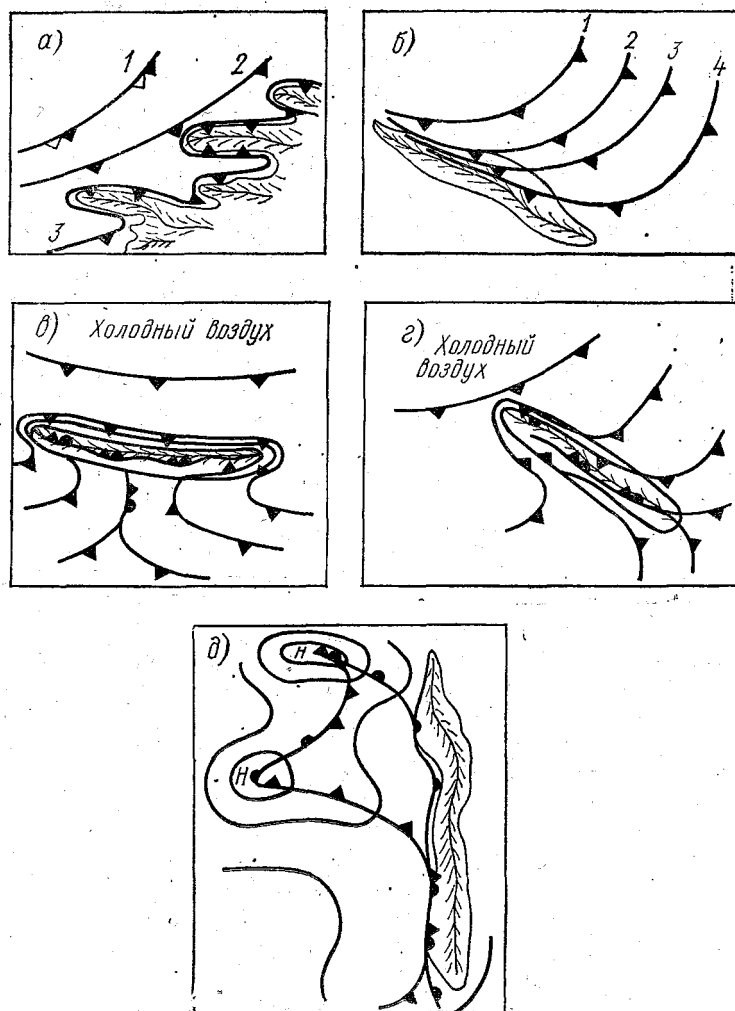 а)
1
2
3
б)
1
2
3
4
в) Холодный воздух
г) Холодный
воздух
д)
н
Н